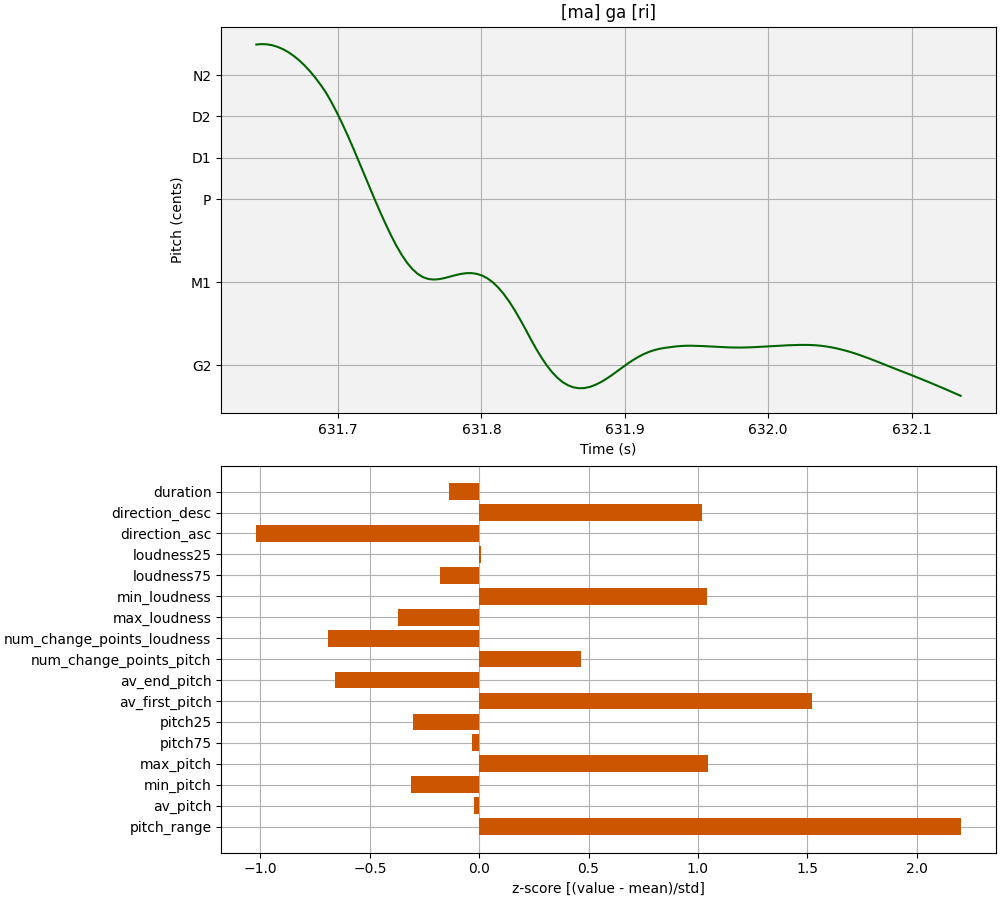 [ma] ga [ri]
N2
D2
D1
P
M1
G2
Pitch (cents)
631.7 631.8 631.9 632.0 632.1
Time (s)
duration
direction_desc
direction_asc
loudness25
loudness75
min_loudness
max_loudness
num_change_points_loudness
num_change_points_pitch
av_end_pitch
av_first_pitch
pitch25
pitch75
max_pitch
min_pitch
av_pitch
pitch_range
−1.0 −0.5 0.0 0.5 1.0 1.5 2.0
z-score [(value - mean)/std]